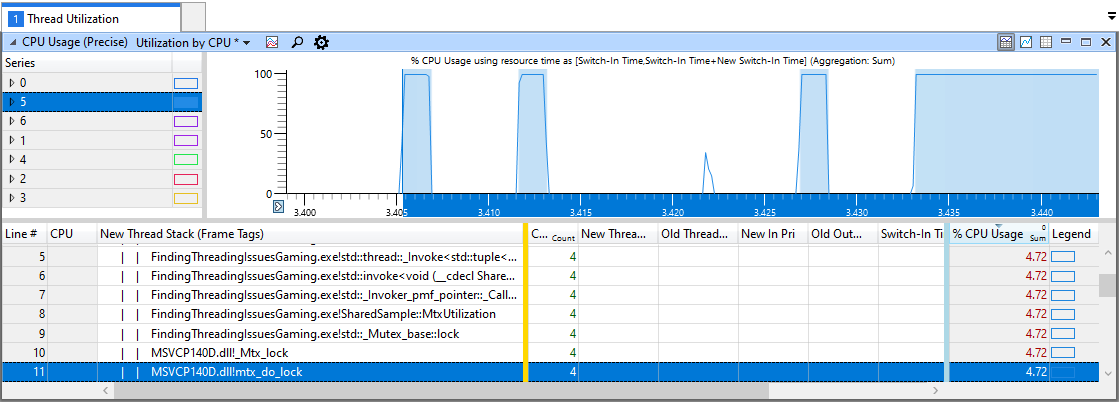 1 Thread Utilization
CPU Usage (Precise) Utilization by CPU *
Series
0
5
6
1
4
2
3
% CPU Usage using resource time as [Switch-In Time,Switch-In Time+New Switch-In Time] (Aggregation: Sum)
100
50
0
3.400 3.405 3.410 3.415 3.420 3.425 3.430 3.435 3.440
Line # CPU New Thread Stack (Frame Tags) C... Count New Threa... Old Threa... New In Pri Old Out... Switch-In Ti % CPU Usage 0 Sum Legend
5 | | FindingThreadingIssuesGaming.exe!std::thread::_Invoke<std::tuple<... 4 4.72
6 | | FindingThreadingIssuesGaming.exe!std::invoke<void (__cdecl Share... 4 4.72
7 | | FindingThreadingIssuesGaming.exe!std::_Invoker_pmf_pointer::_Call... 4 4.72
8 | | FindingThreadingIssuesGaming.exe!SharedSample::MtxUtilization 4 4.72
9 | | FindingThreadingIssuesGaming.exe!std::_Mutex_base::lock 4 4.72
10 | | MSVCP140D.dll!_Mtx_lock 4 4.72
11 | | MSVCP140D.dll!mtx_do_lock 4 4.72